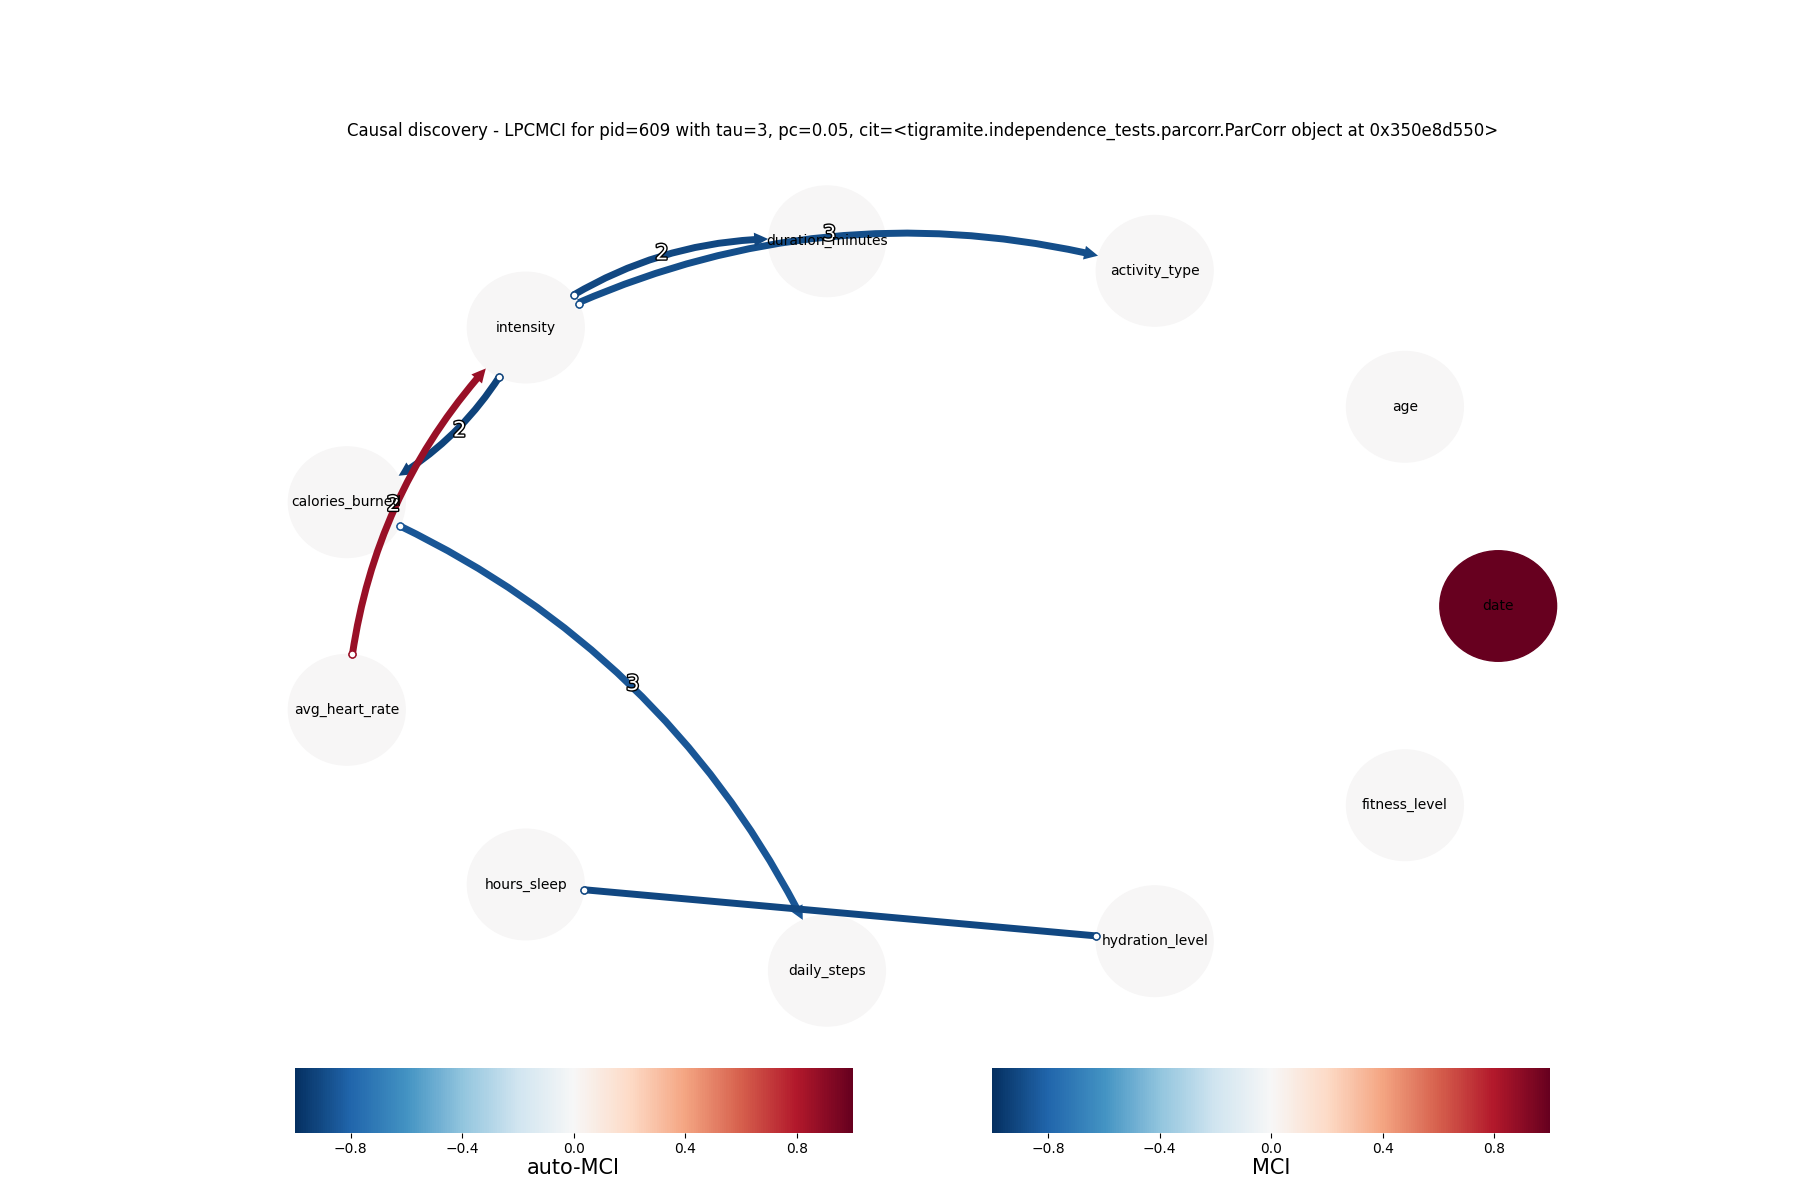 Causal discovery - LPCMCI for pid=609 with tau=3, pc=0.05, cit=<tigramite.independence_tests.parcorr.ParCorr object at 0x350e8d550>
3
duration_minutes
2
activity_type
intensity
age
2
calories_burned
2
date
3
avg_heart_rate
fitness_level
hours_sleep
hydration_level
daily_steps
−0.8 −0.4 0.0 0.4 0.8
auto-MCI
−0.8 −0.4 0.0 0.4 0.8
MCI